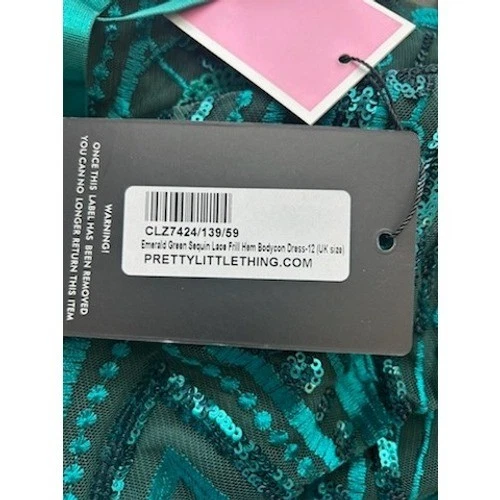 CLZ7424/139/59
Emerald Green Sequin Lace Frill Hem Bodycon Dress-12 (UK size)
PRETTYLITTLETHING.COM
WARNING!
ONCE THIS LABEL HAS BEEN REMOVED
YOU CAN NO LONGER RETURN THIS ITEM